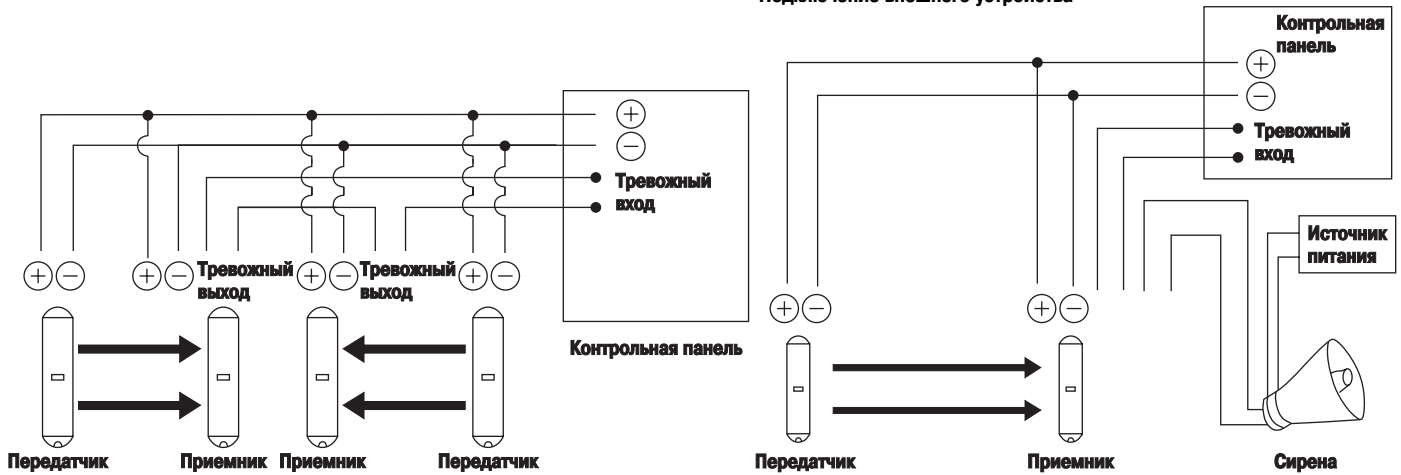 Подключение внешнего устройства
Контрольная
панель
+
−
Тревожный
вход
Источник
питания
+
−
Тревожный
вход
+ − + − Тревожный
выход
+ − Тревожный
выход
+ −
Контрольная панель
+ − + −
Передатчик Приемник Приемник Передатчик
Передатчик Приемник Сирена